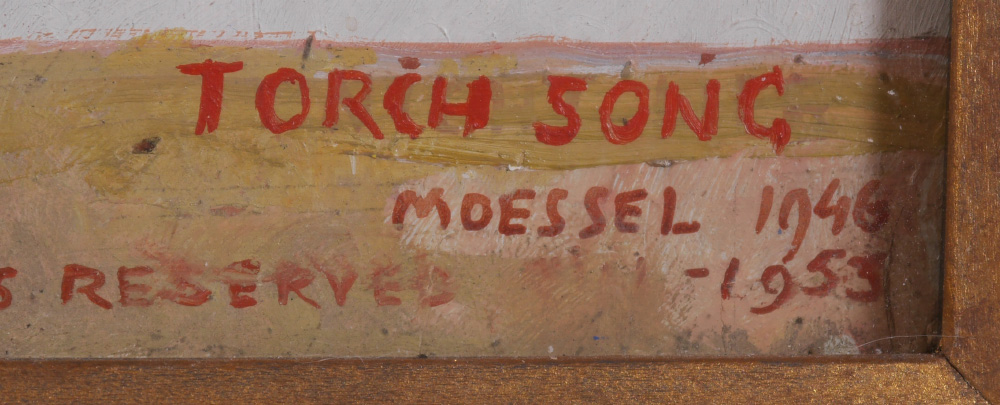 TORCH SONG
MOESSEL 1946
S RESERVED -1953